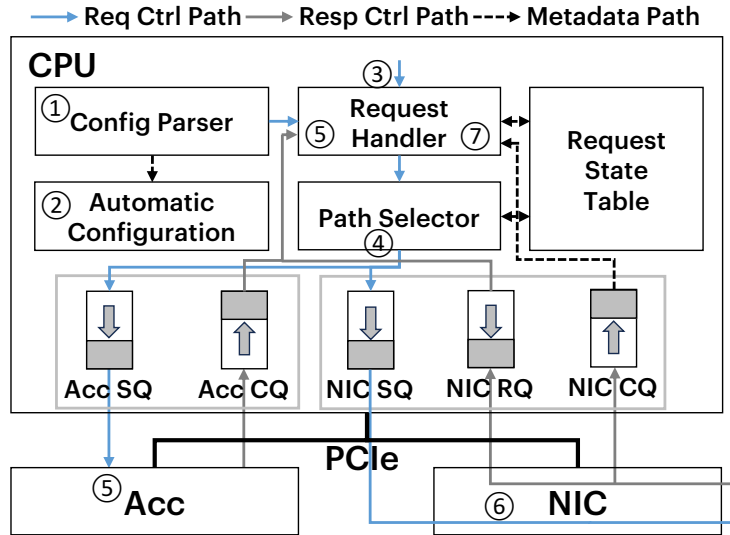 Req Ctrl Path Resp Ctrl Path Metadata Path
CPU
① Config Parser
② Automatic
Configuration
③
Request
Handler
⑤ ⑦
Path Selector
④
Request
State
Table
Acc SQ Acc CQ NIC SQ NIC RQ NIC CQ
PCIe
⑤ Acc
⑥ NIC